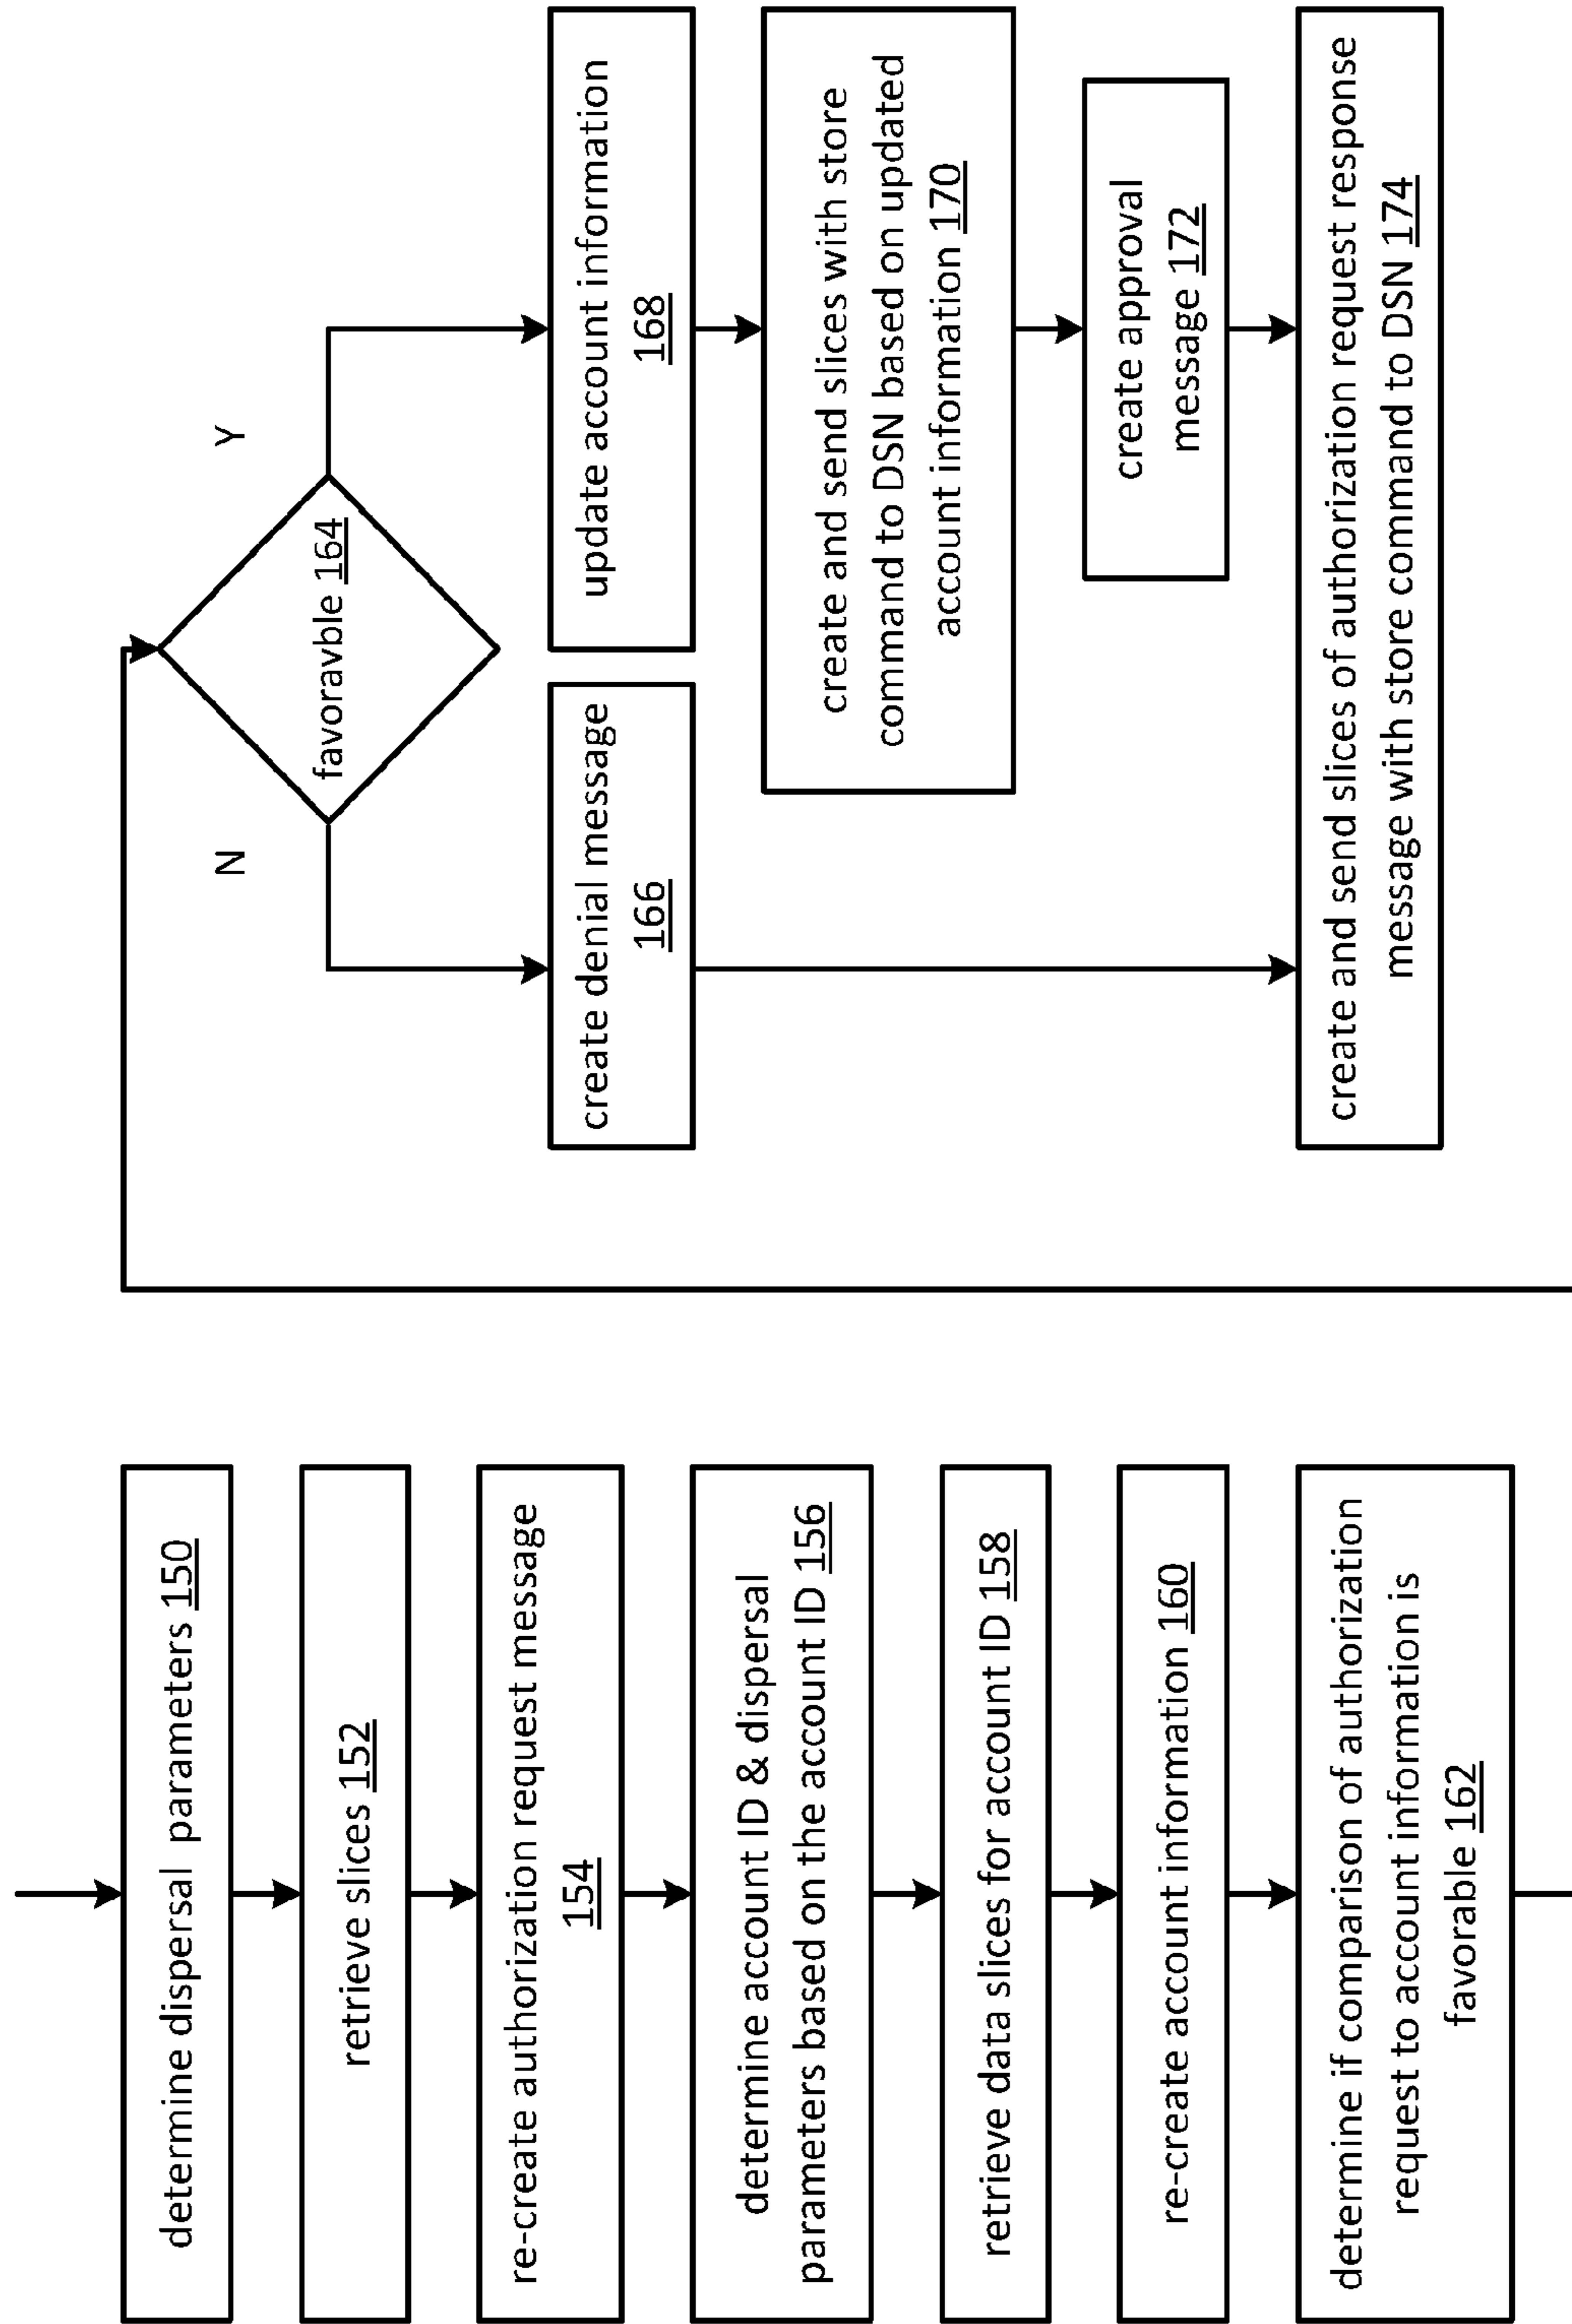 determine dispersal parameters 150
retrieve slices 152
re-create authorization request message
154
determine account ID & dispersal
parameters based on the account ID 156
retrieve data slices for account ID 158
re-create account information 160
determine if comparison of authorization
request to account information is
favorable 162
favoravble 164
N
Y
create denial message
166
update account information
168
create and send slices with store
command to DSN based on updated
account information 170
create approval
message 172
create and send slices of authorization request response
message with store command to DSN 174